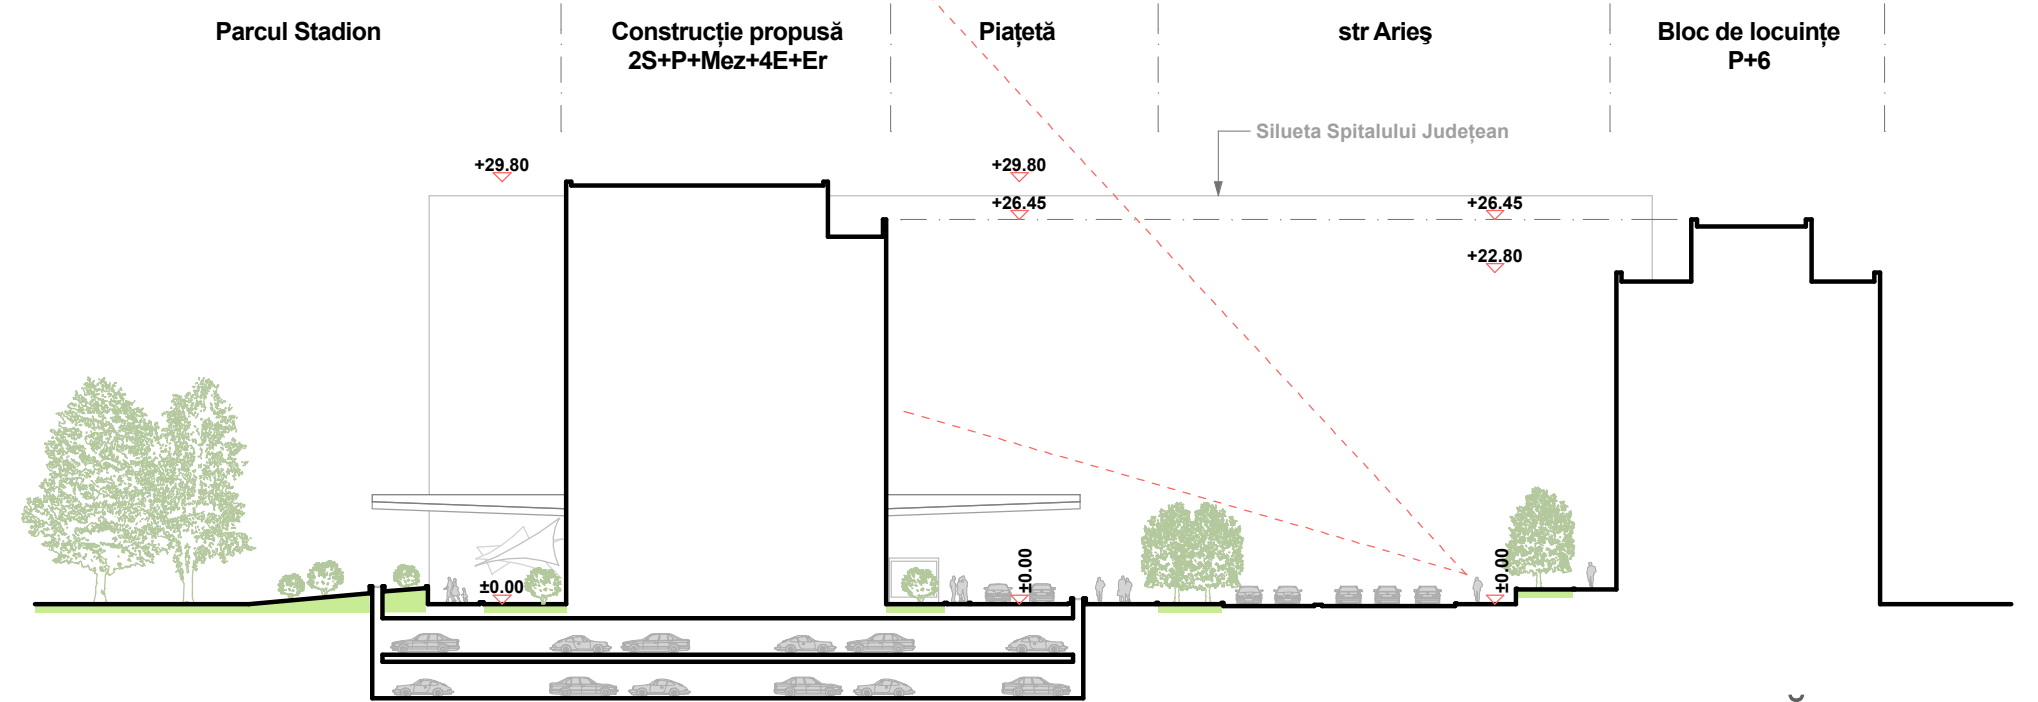 Parcul Stadion
Construcție propusă
2S+P+Mez+4E+Er
Piațetă
str Arieş
Bloc de locuințe
P+6
Silueta Spitalului Județean
+29.80
+29.80
+26.45
+26.45
+22.80
±0.00
±0.00
±0.00